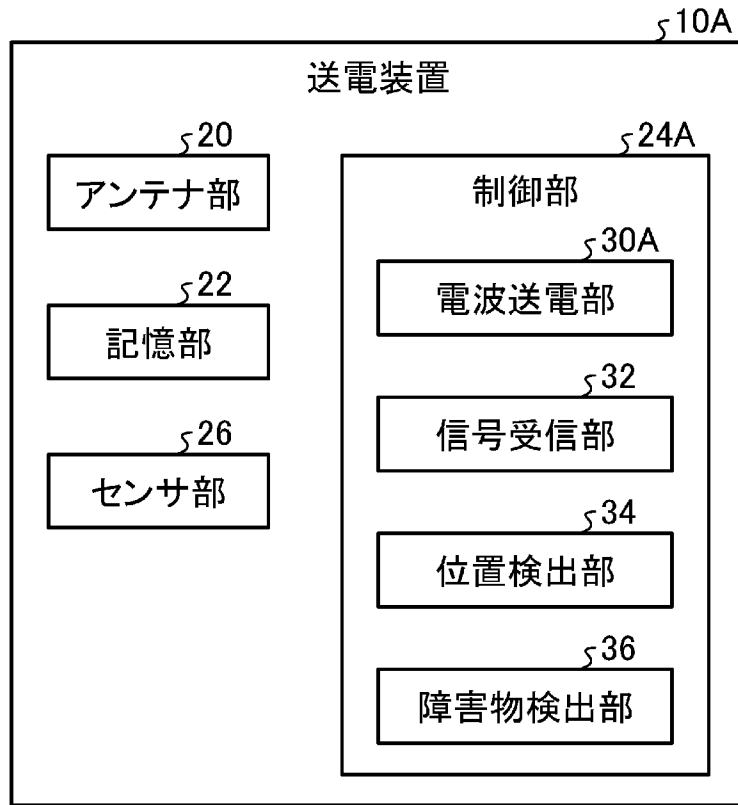 10A
送電装置
20
アンテナ部
22
記憶部
26
センサ部
24A
制御部
30A
電波送電部
32
信号受信部
34
位置検出部
36
障害物検出部